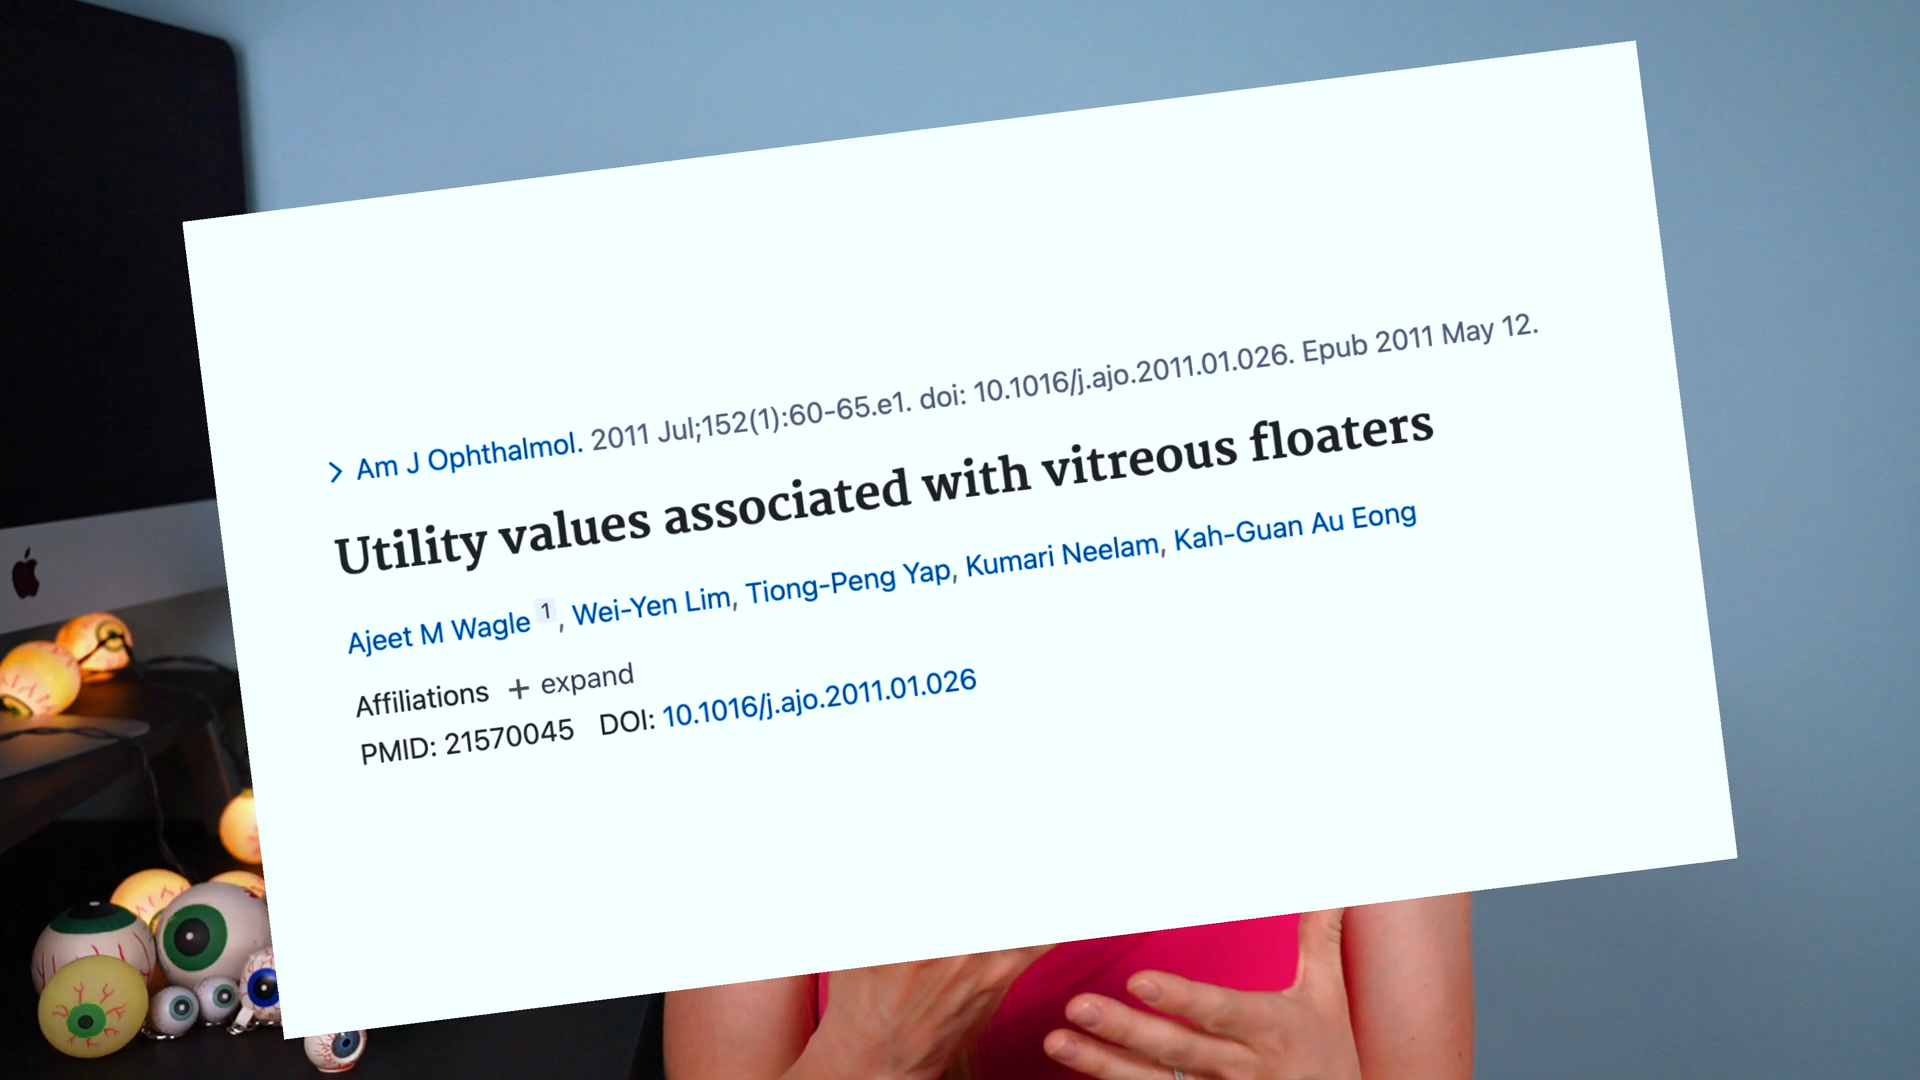 > Am J Ophthalmol. 2011 Jul;152(1):60-65.e1. doi: 10.1016/j.ajo.2011.01.026. Epub 2011 May 12.
Utility values associated with vitreous floaters
Ajeet M Wagle 1, Wei-Yen Lim, Tiong-Peng Yap, Kumari Neelam, Kah-Guan Au Eong
Affiliations + expand
PMID: 21570045 DOI: 10.1016/j.ajo.2011.01.026